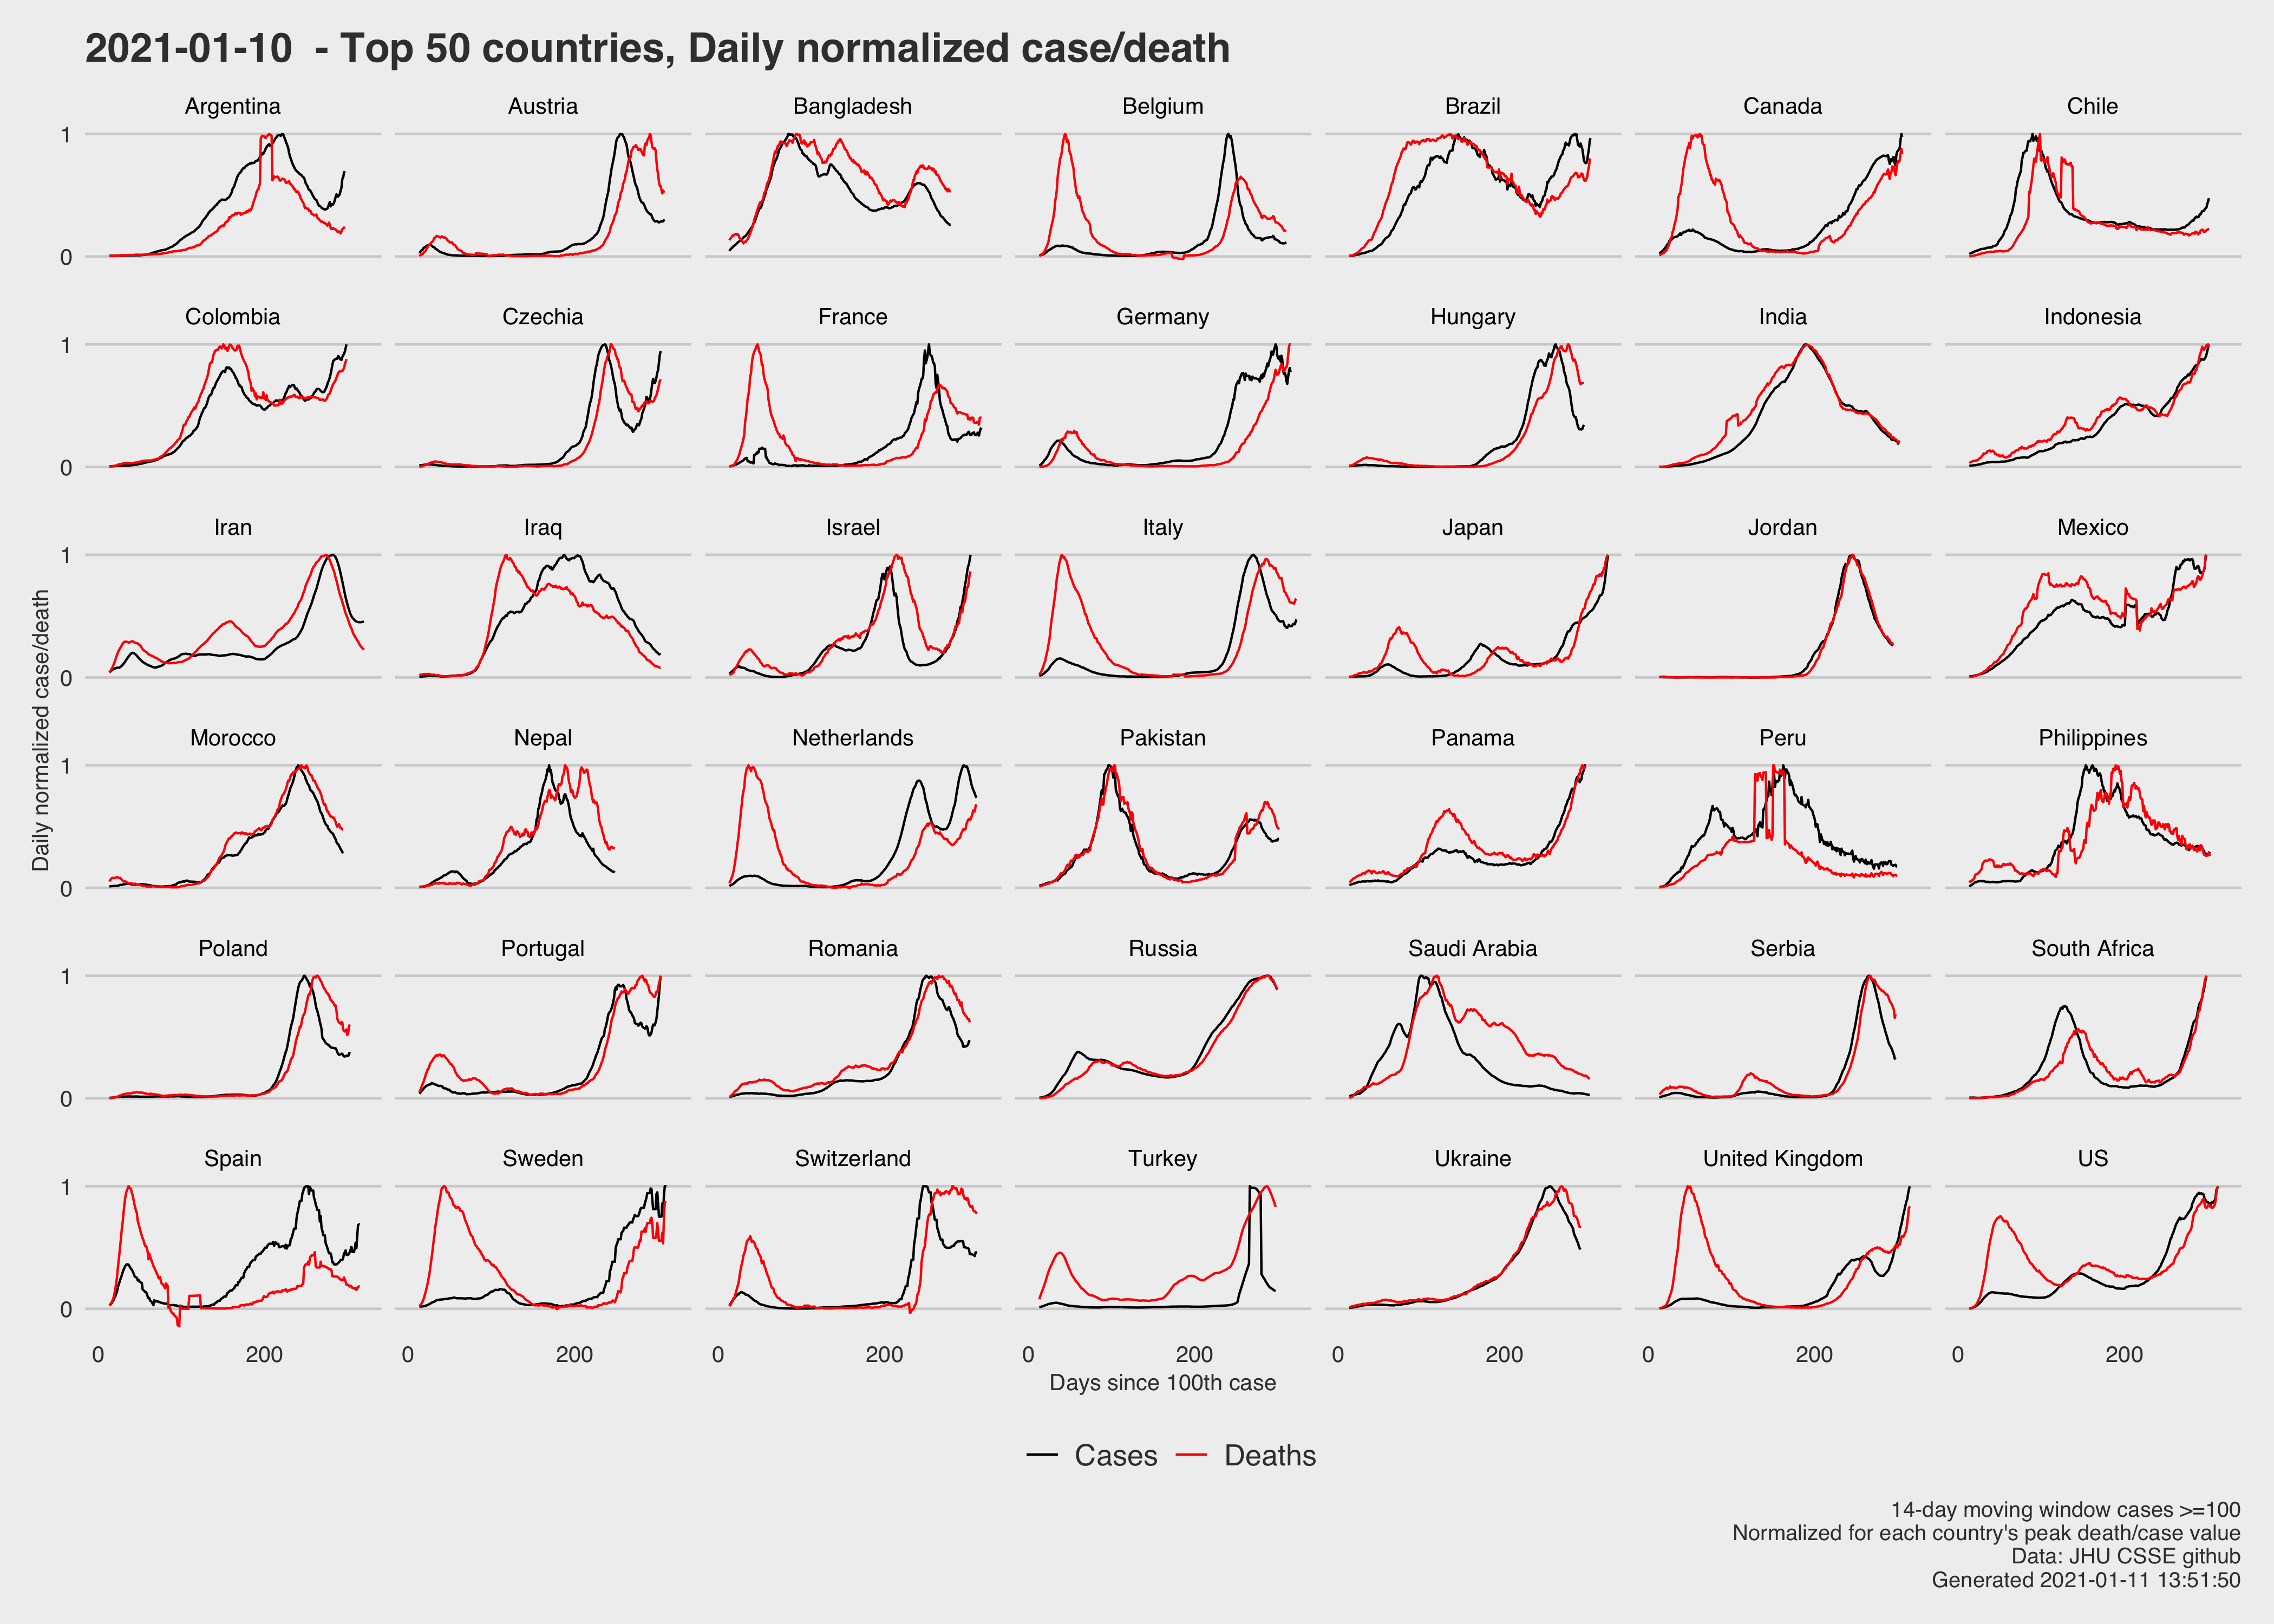 2021-01-10  - Top 50 countries, Daily normalized case/death
Argentina Austria Bangladesh Belgium Brazil Canada Chile
1
0
Colombia Czechia France Germany Hungary India Indonesia
1
0
Iran Iraq Israel Italy Japan Jordan Mexico
1
0
Daily normalized case/death
Morocco Nepal Netherlands Pakistan Panama Peru Philippines
1
0
Poland Portugal Romania Russia Saudi Arabia Serbia South Africa
1
0
Spain Sweden Switzerland Turkey Ukraine United Kingdom US
1
0
0 200 0 200 0 200 0 200 0 200 0 200 0 200
Days since 100th case
Cases Deaths
14-day moving window cases >=100
Normalized for each country's peak death/case value
Data: JHU CSSE github
Generated 2021-01-11 13:51:50